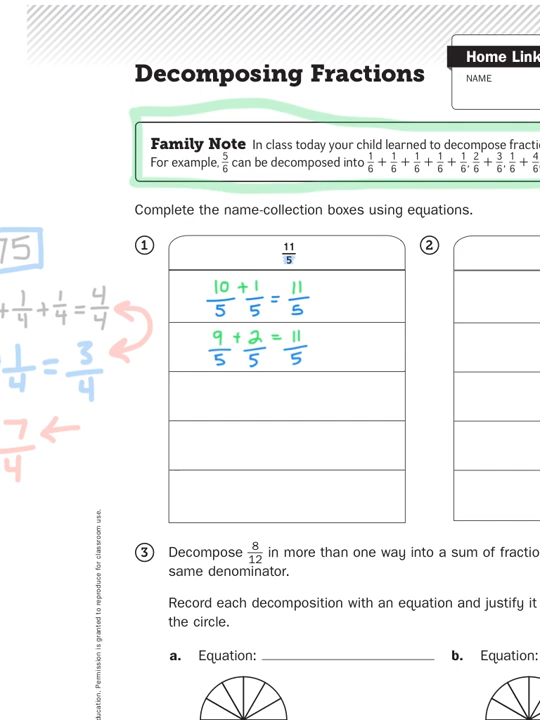 Home Link
Decomposing Fractions
NAME
Family Note In class today your child learned to decompose
For example, 5/6 can be decomposed into 1/6 + 1/6 + 1/6 + 1/6 + 1/6, 2/6 + 3/6, 1/6 + 4/6
Complete the name-collection boxes using equations.
75
1 11/5
2
10/5 + 1/5 = 11/5
+ 1/4 + 1/4 = 4/4
9/5 + 2/5 = 11/5
1/4 = 3/4
7/4
3 Decompose 8/12 in more than one way into a sum of
same denominator.
Record each decomposition with an equation and justify it
the circle.
a. Equation:
b. Equation:
ducation. Permission is granted to reproduce for classroom use.